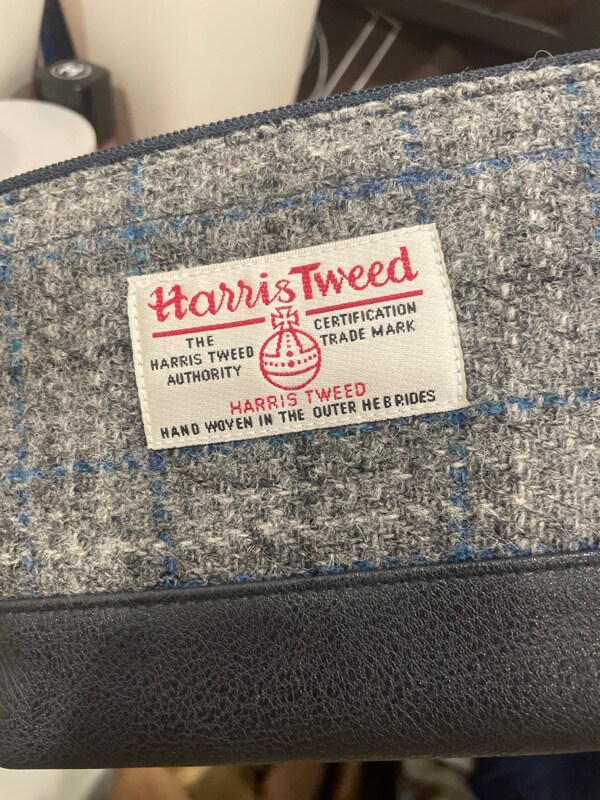 Harris Tweed
THE
HARRIS TWEED
AUTHORITY
CERTIFICATION
TRADE MARK
HARRIS TWEED
HAND WOVEN IN THE OUTER HEBRIDES